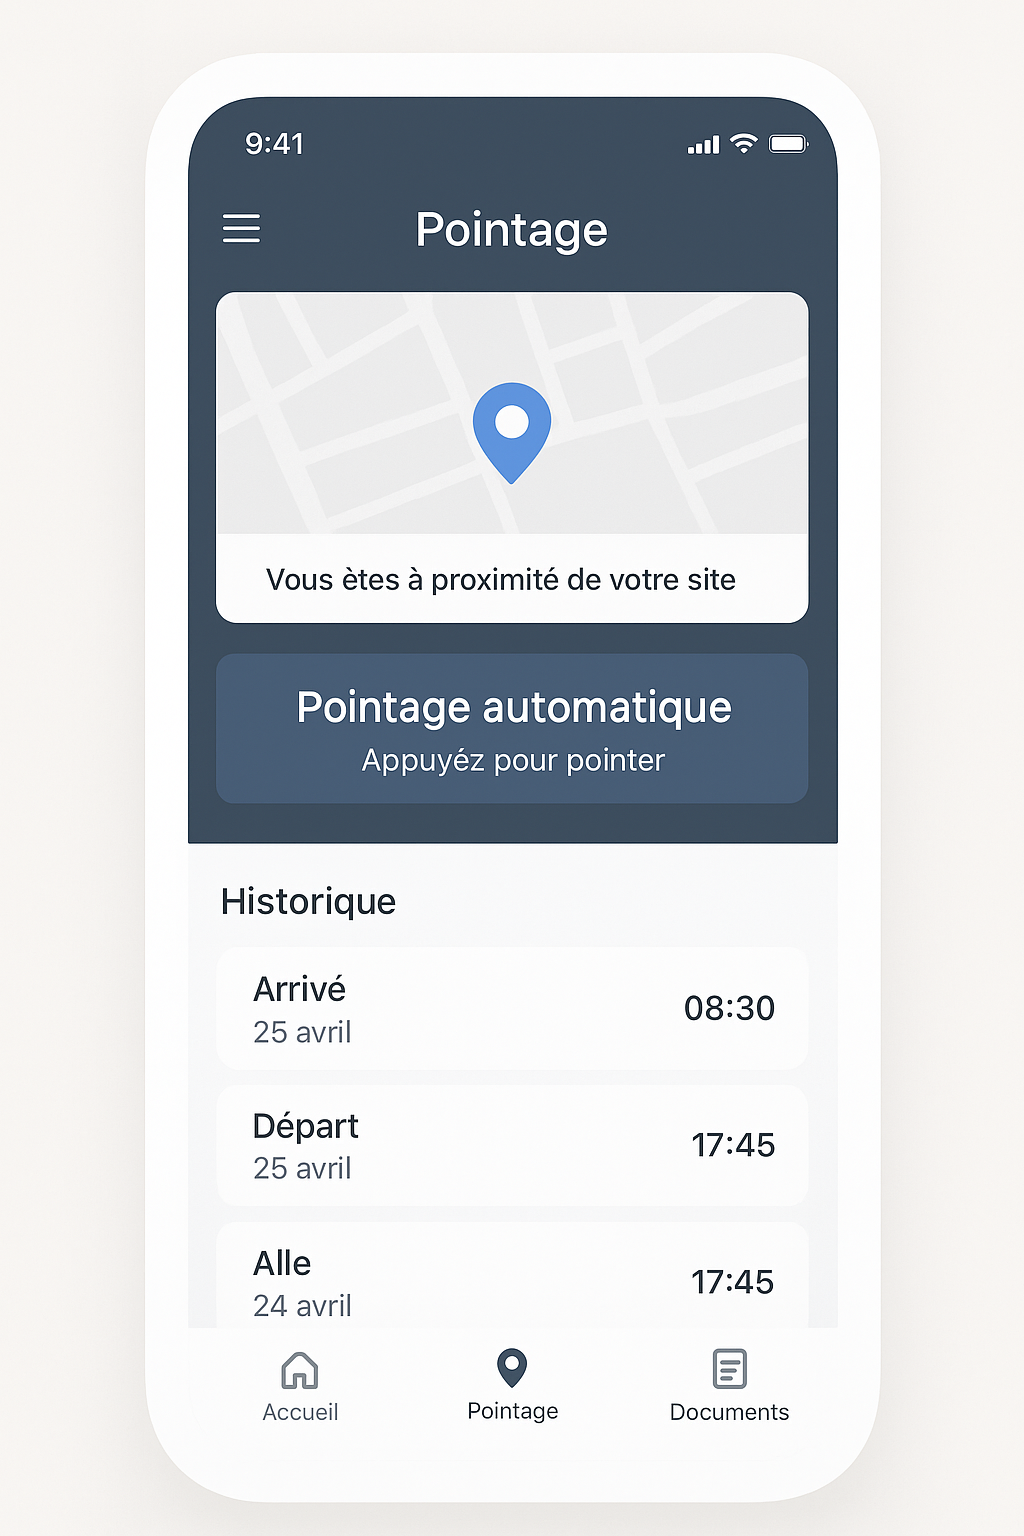 9:41
Pointage
Vous ètes à proximité de votre site
Pointage automatique
Appuyéz pour pointer
Historique
Arrivé
25 avril
08:30
Départ
25 avril
17:45
Alle
24 avril
17:45
Accueil
Pointage
Documents